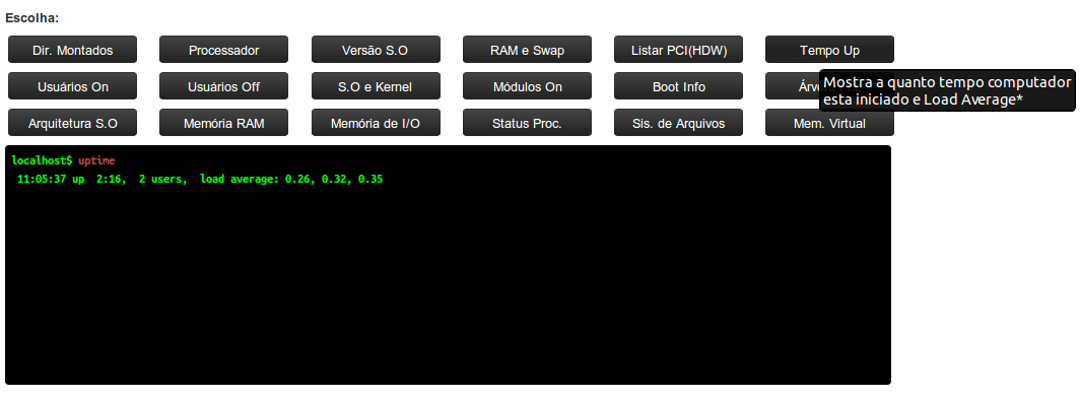 Escolha:
Dir. Montados Processador Versão S.O RAM e Swap Listar PCI(HDW) Tempo Up
Usuários On Usuários Off S.O e Kernel Módulos On Boot Info
Mostra a quanto tempo computador
esta iniciado e Load Average*
Arquitetura S.O Memória RAM Memória de I/O Status Proc. Sis. de Arquivos Mem. Virtual
localhost$ uptime
11:05:37 up 2:16, 2 users, load average: 0.26, 0.32, 0.35